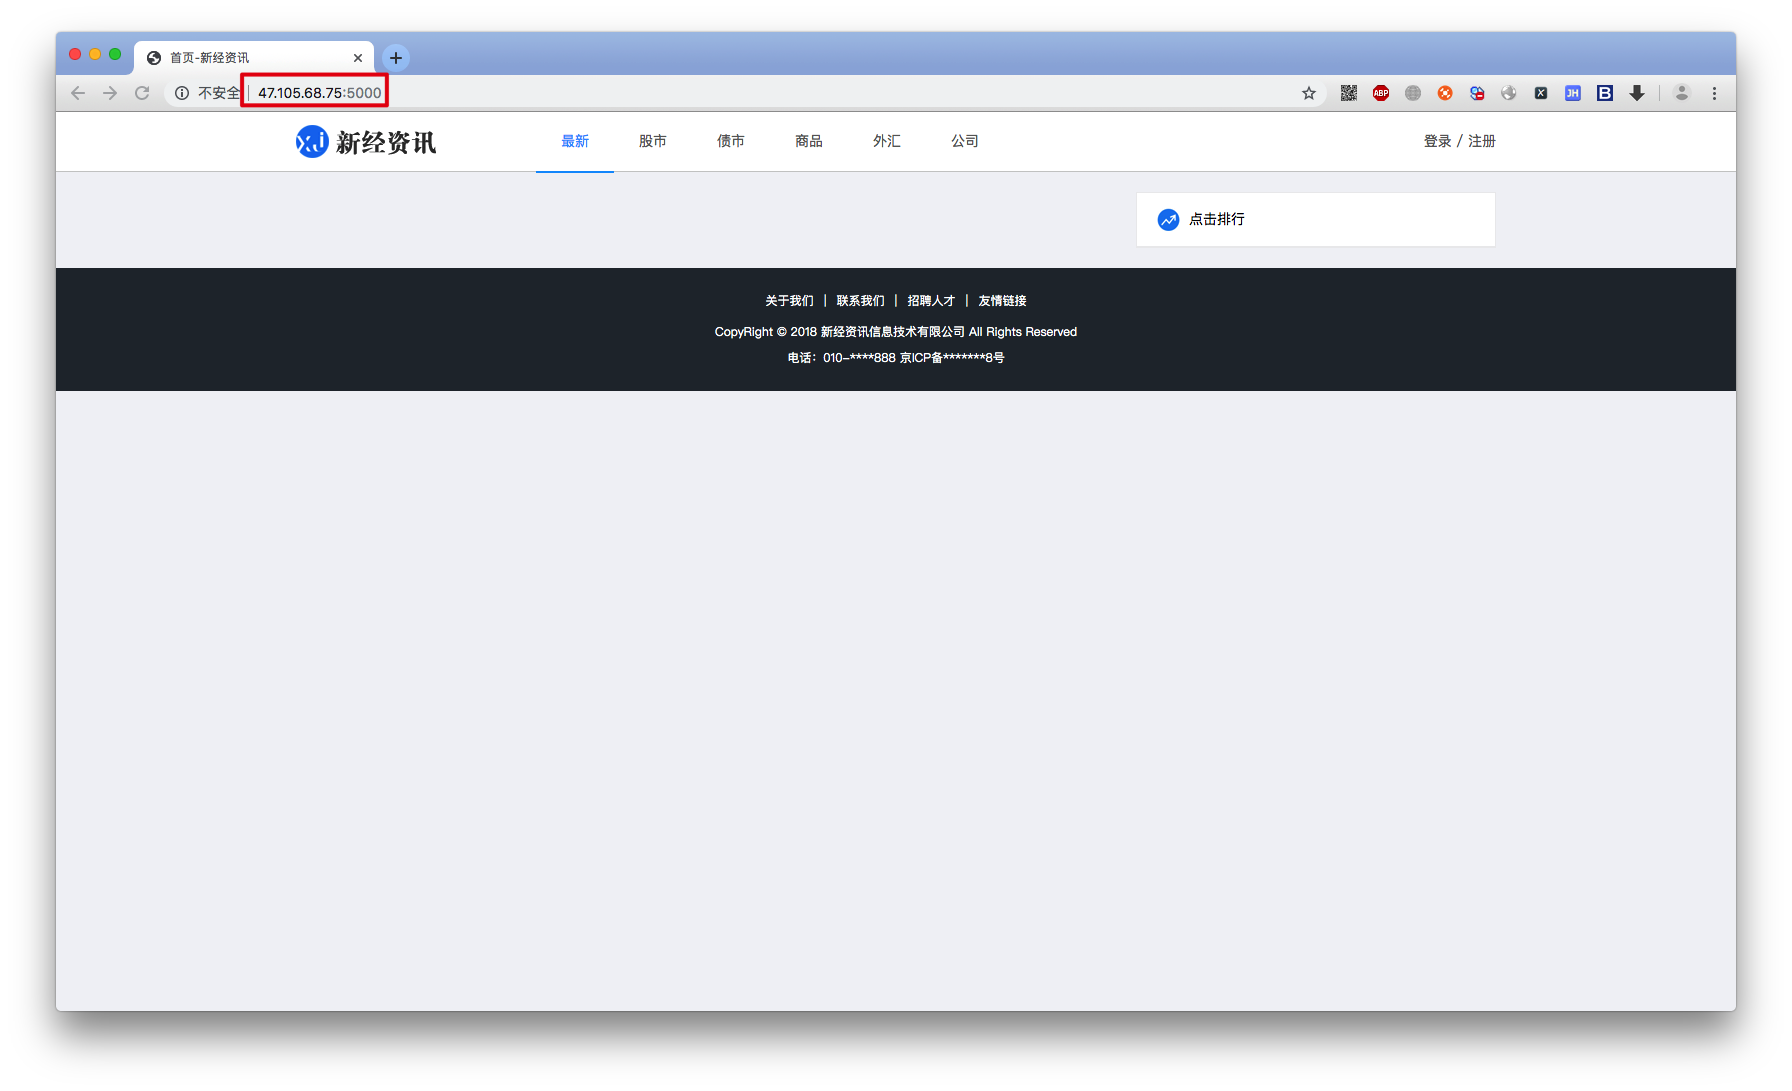 首页-新经资讯
不安全 | 47.105.68.75:5000
ABP
X
JH
B
新经资讯 最新 股市 债市 商品 外汇 公司 登录 / 注册
点击排行
关于我们 | 联系我们 | 招聘人才 | 友情链接
CopyRight © 2018 新经资讯信息技术有限公司 All Rights Reserved
电话：010-****888 京ICP备*******8号